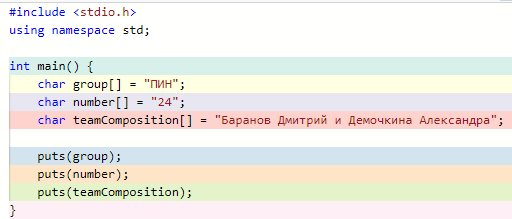 #include <stdio.h>
using namespace std;
int main() {
    char group[] = "ПИН";
    char number[] = "24";
    char teamComposition[] = "Баранов Дмитрий и Демочкина Александра";
    puts(group);
    puts(number);
    puts(teamComposition);
}